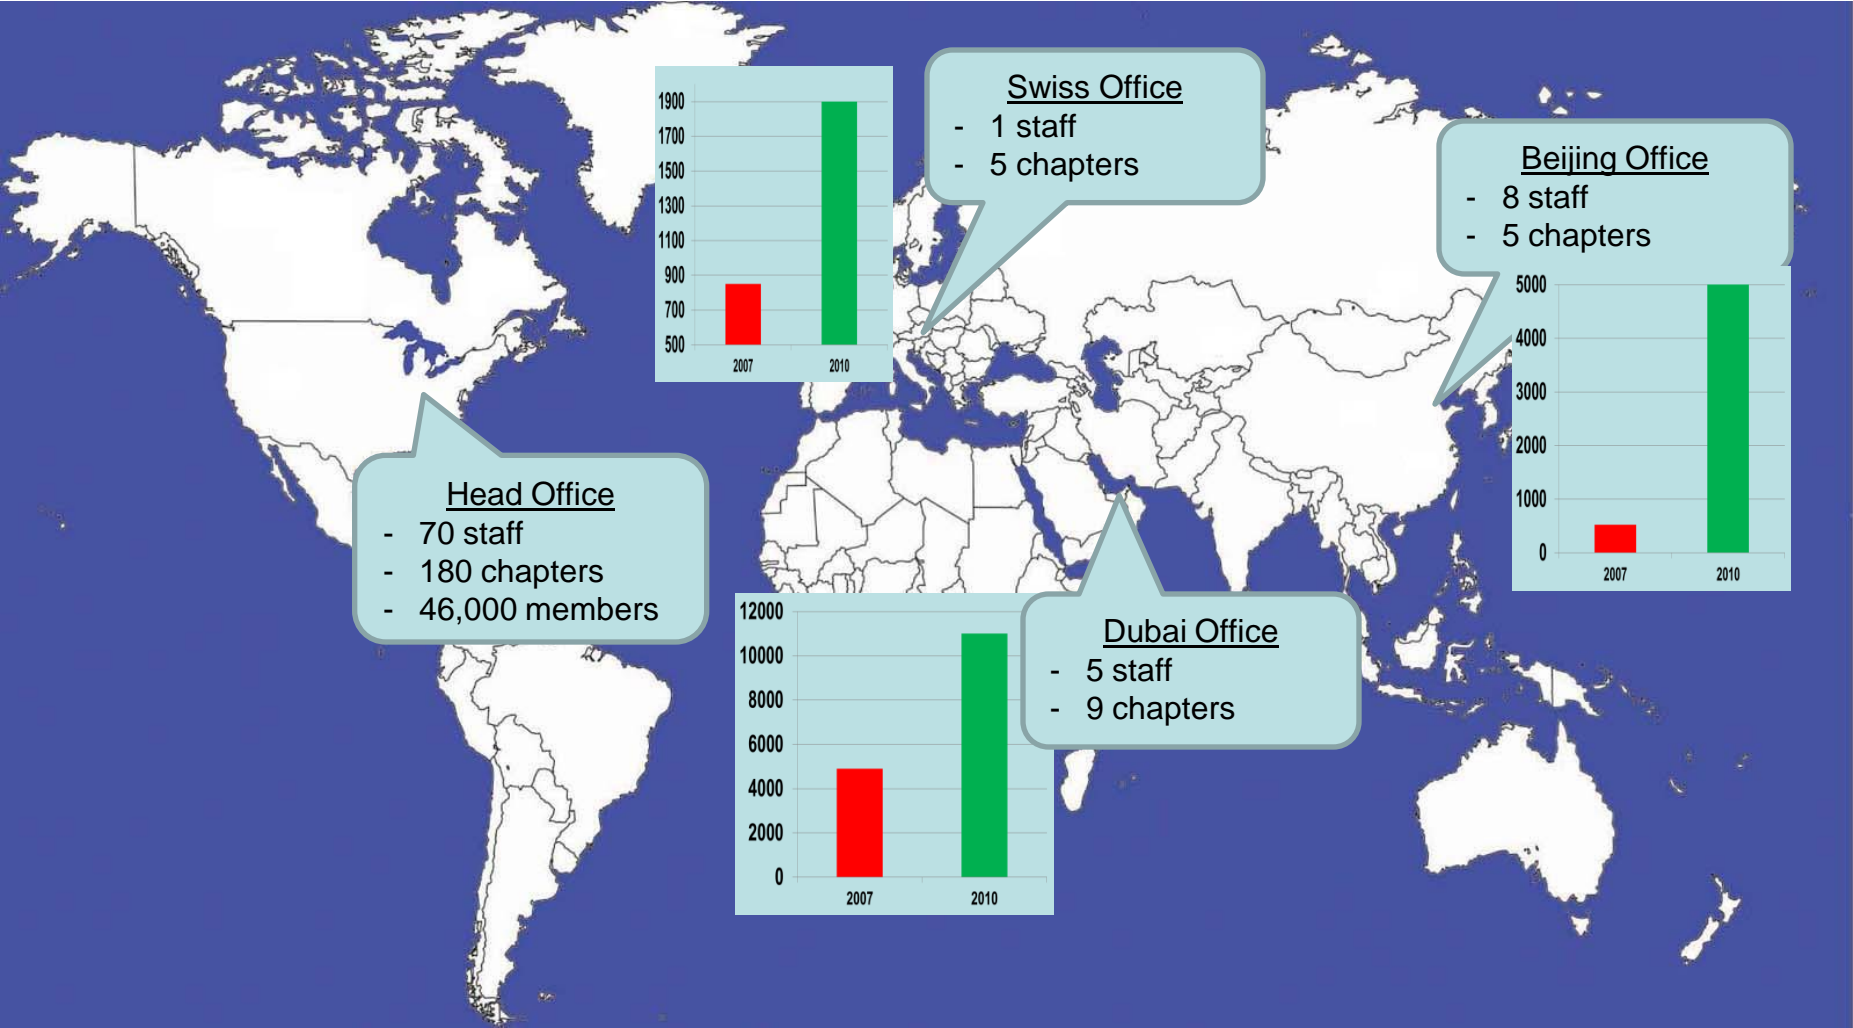 Swiss Office
- 1 staff
- 5 chapters
1900
1700
1500
1300
1100
900
700
500
2007 2010
Beijing Office
- 8 staff
- 5 chapters
5000
4000
3000
2000
1000
0
2007 2010
Head Office
- 70 staff
- 180 chapters
- 46,000 members
Dubai Office
- 5 staff
- 9 chapters
12000
10000
8000
6000
4000
2000
0
2007 2010